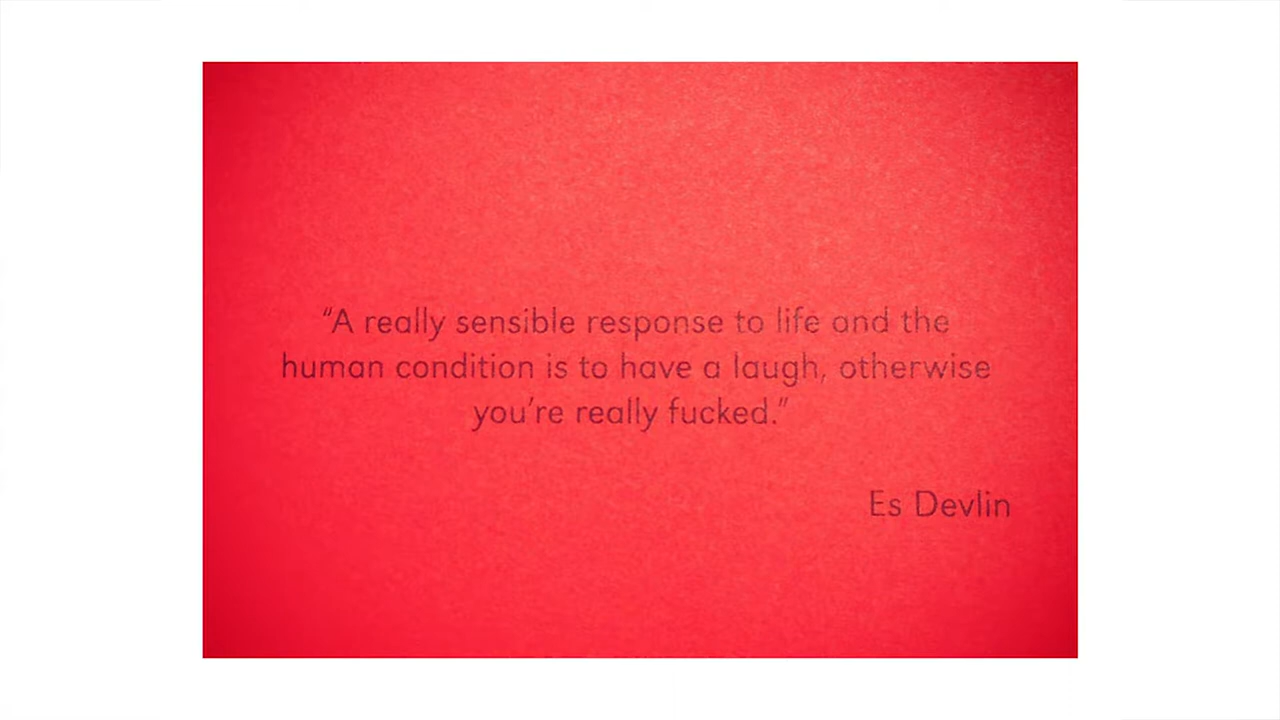 “A really sensible response to life and the
human condition is to have a laugh, otherwise
you’re really fucked.”
Es Devlin